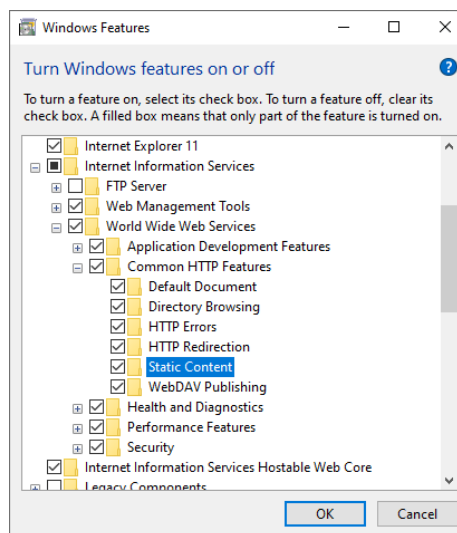 Windows Features
Turn Windows features on or off
?
To turn a feature on, select its check box. To turn a feature off, clear its
check box. A filled box means that only part of the feature is turned on.
Internet Explorer 11
Internet Information Services
FTP Server
Web Management Tools
World Wide Web Services
Application Development Features
Common HTTP Features
Default Document
Directory Browsing
HTTP Errors
HTTP Redirection
Static Content
WebDAV Publishing
Health and Diagnostics
Performance Features
Security
Internet Information Services Hostable Web Core
Legacy Components
OK Cancel